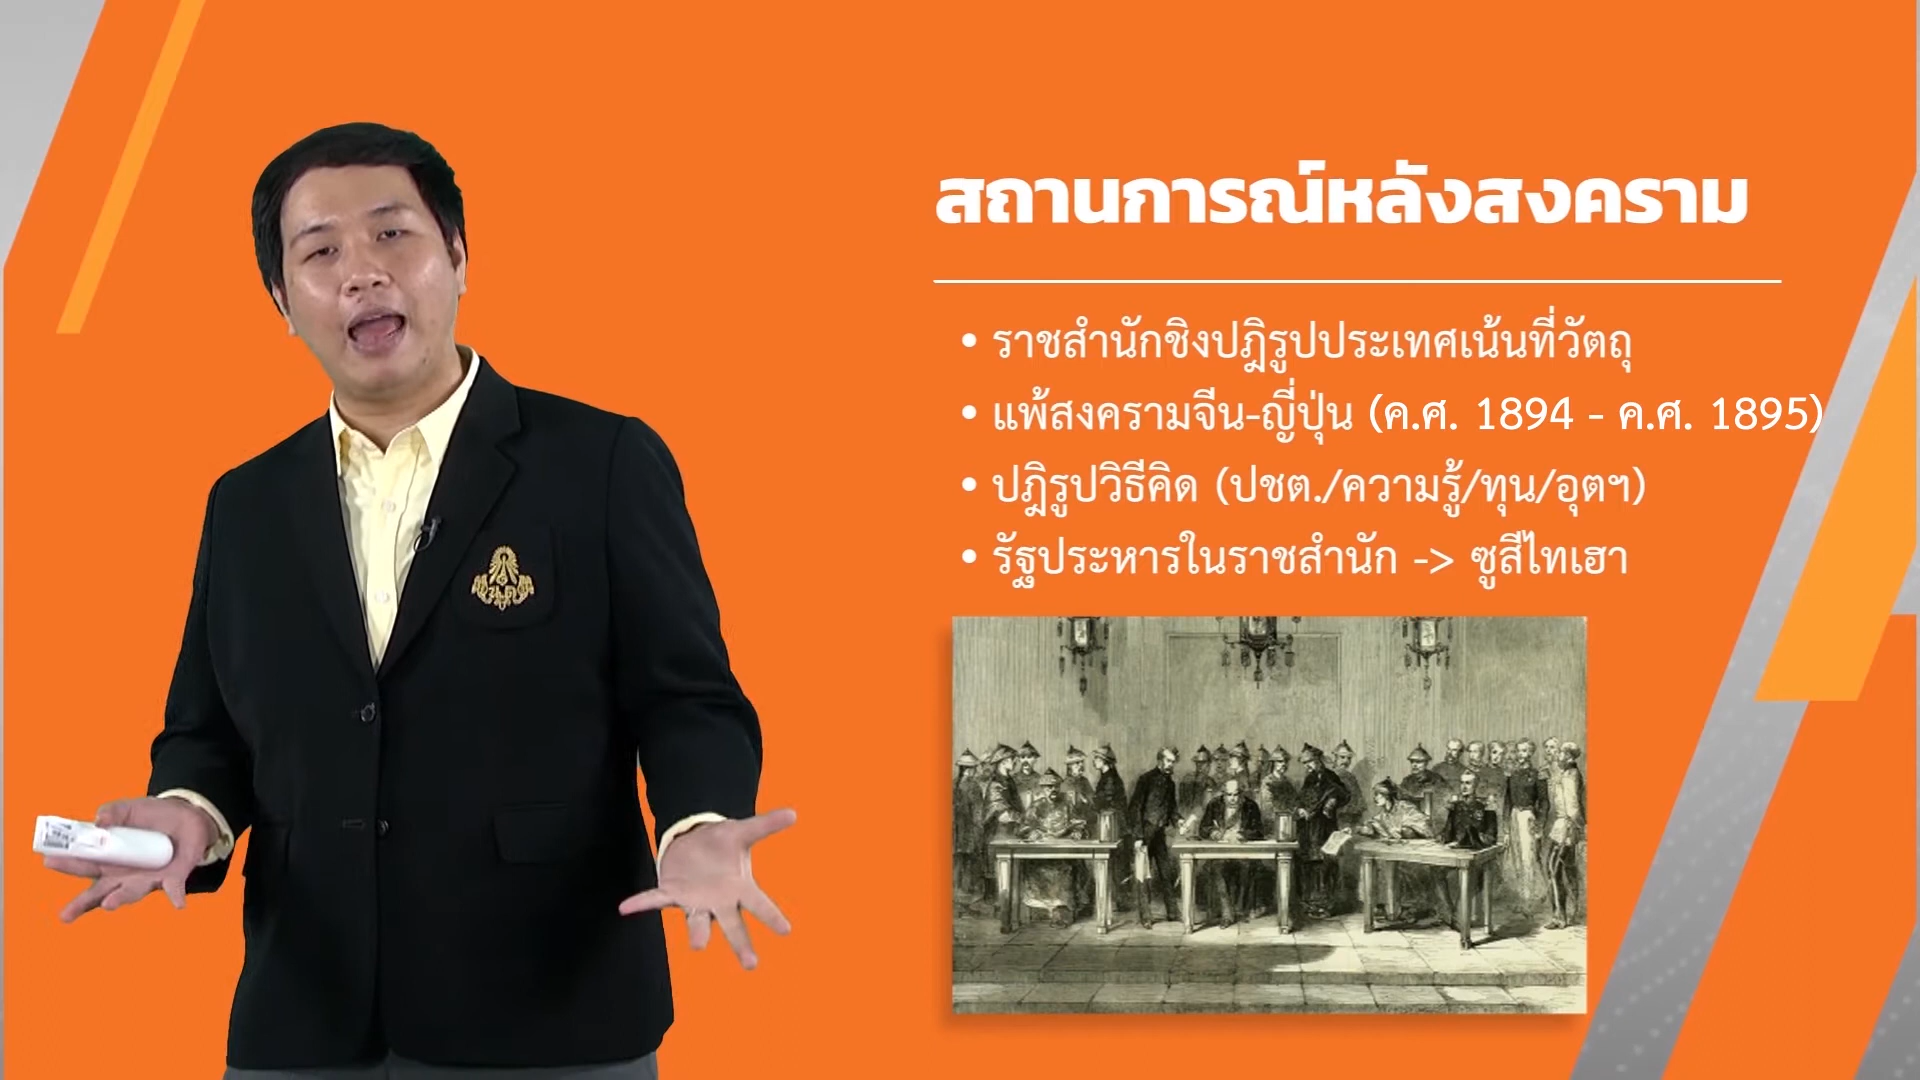 สถานการณ์หลังสงคราม
• ราชสำนักชิงปฎิรูปประเทศเน้นที่วัตถุ
• แพ้สงครามจีน-ญี่ปุ่น (ค.ศ. 1894 - ค.ศ. 1895)
• ปฎิรูปวิธีคิด (ปชต./ความรู้/ทุน/อุตฯ)
• รัฐประหารในราชสำนัก -> ซูสีไทเฮา